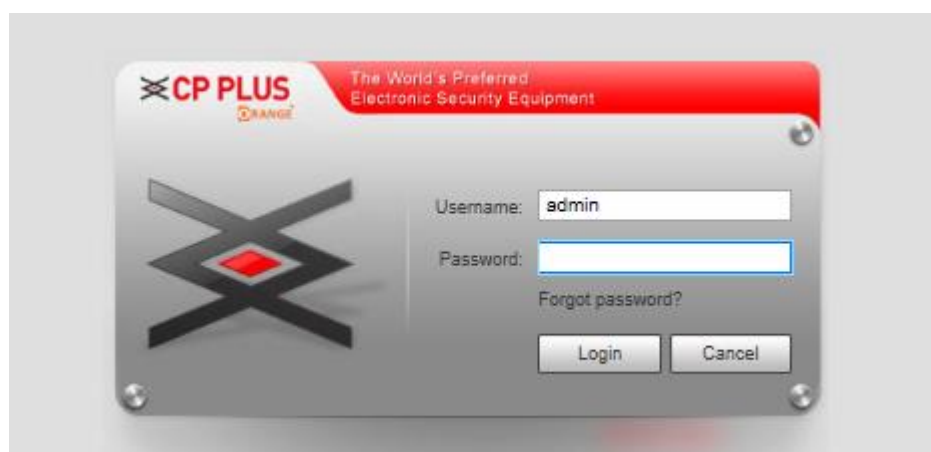 CP PLUS
ORANGE
The World's Preferred
Electronic Security Equipment
Username: admin
Password:
Forgot password?
Login Cancel